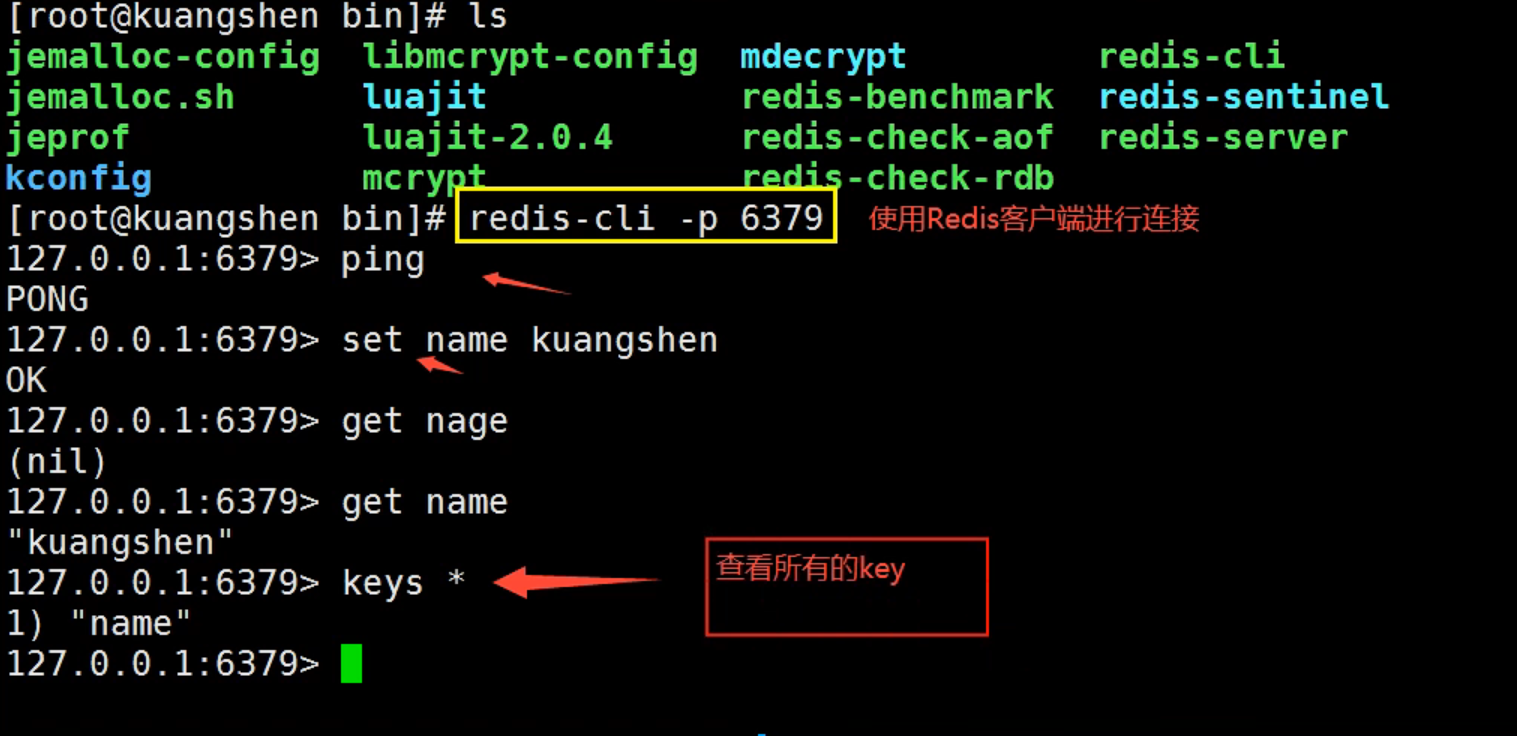 [root@kuangshen bin]# ls
jemalloc-config libmcrypt-config mdecrypt redis-cli
jemalloc.sh luajit redis-benchmark redis-sentinel
jeprof luajit-2.0.4 redis-check-aof redis-server
kconfig mcrypt redis-check-rdb
[root@kuangshen bin]# redis-cli -p 6379 使用Redis客户端进行连接
127.0.0.1:6379> ping
PONG
127.0.0.1:6379> set name kuangshen
OK
127.0.0.1:6379> get nage
(nil)
127.0.0.1:6379> get name
"kuangshen"
查看所有的key
127.0.0.1:6379> keys *
1) "name"
127.0.0.1:6379>